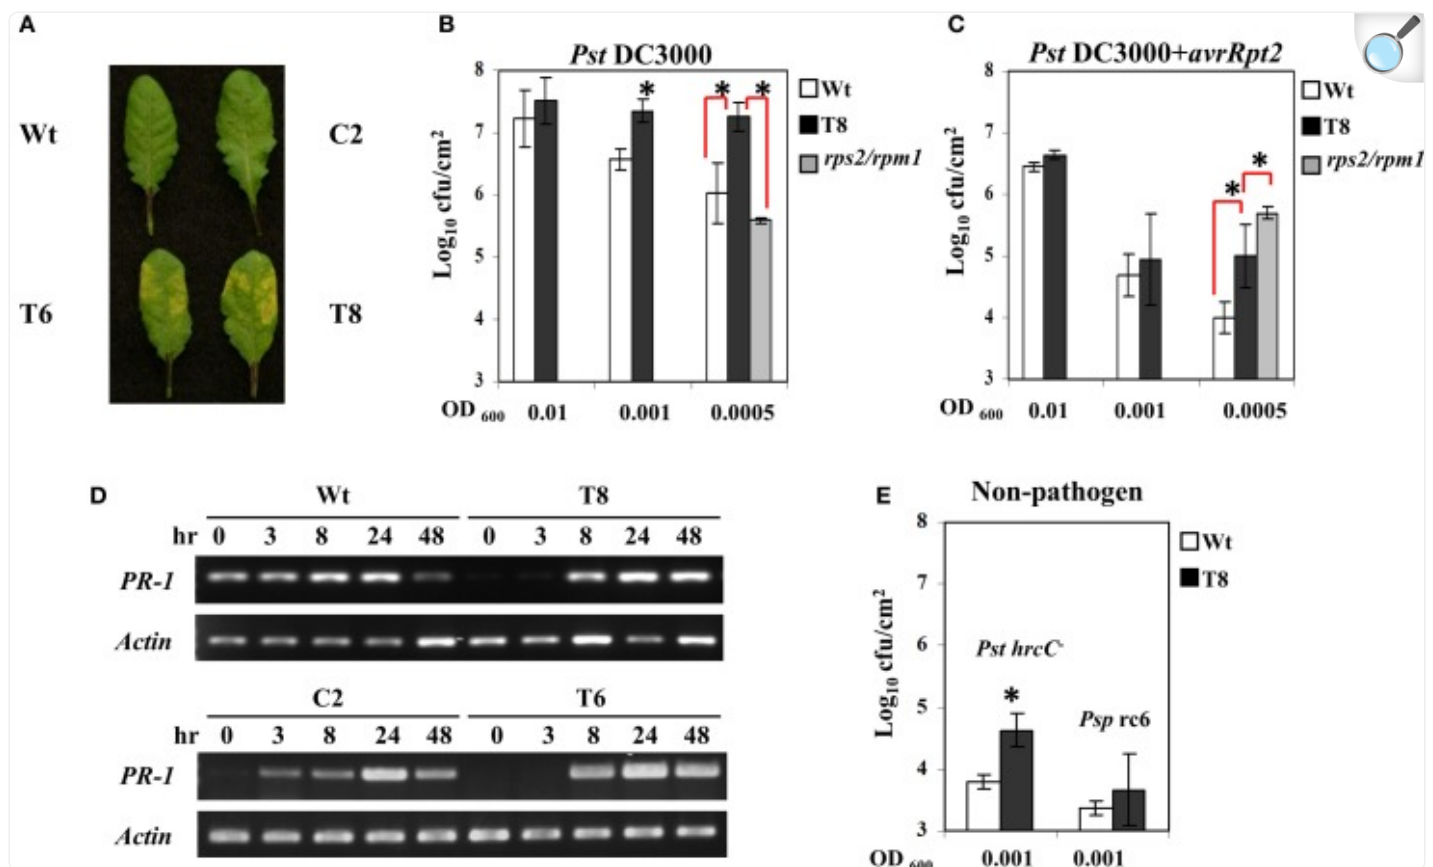 A
Wt
C2
T6
T8
B
Pst DC3000
Log10 cfu/cm2
8
7
6
5
4
3
* * *
Wt
T8
rps2/rpm1
OD 600 0.01 0.001 0.0005
C
Pst DC3000+avrRpt2
Log10 cfu/cm2
8
7
6
5
4
3
* *
Wt
T8
rps2/rpm1
OD 600 0.01 0.001 0.0005
D
Wt T8
hr 0 3 8 24 48 0 3 8 24 48
PR-1
Actin
C2 T6
hr 0 3 8 24 48 0 3 8 24 48
PR-1
Actin
E
Non-pathogen
Log10 cfu/cm2
8
7
6
5
4
3
Pst hrcC-
*
Psp rc6
Wt
T8
OD 600 0.001 0.001